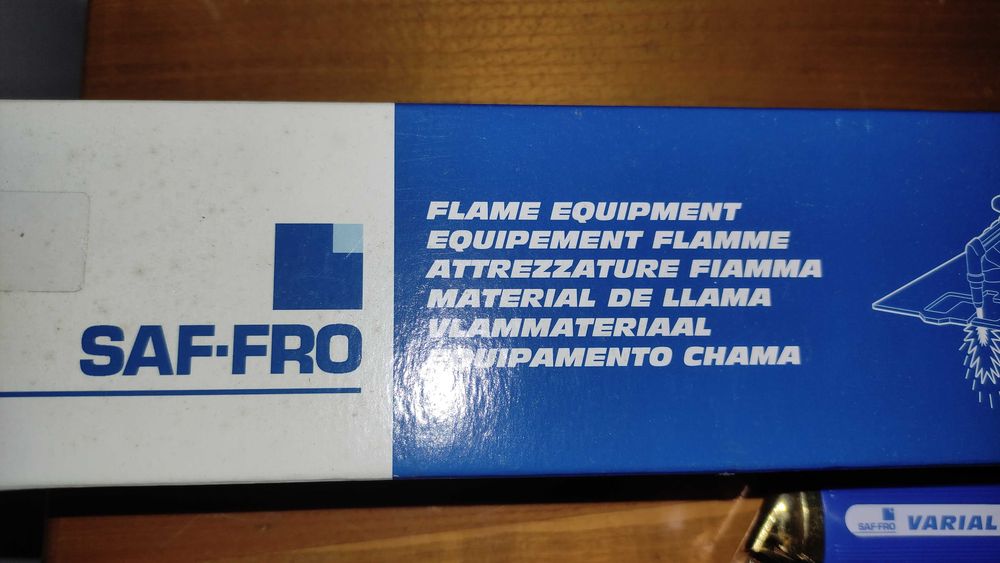 SAF-FRO
FLAME EQUIPMENT
EQUIPEMENT FLAMME
ATTREZZATURE FIAMMA
MATERIAL DE LLAMA
VLAMMATERIAAL
EQUIPAMENTO CHAMA
SAF-FRO VARIAL